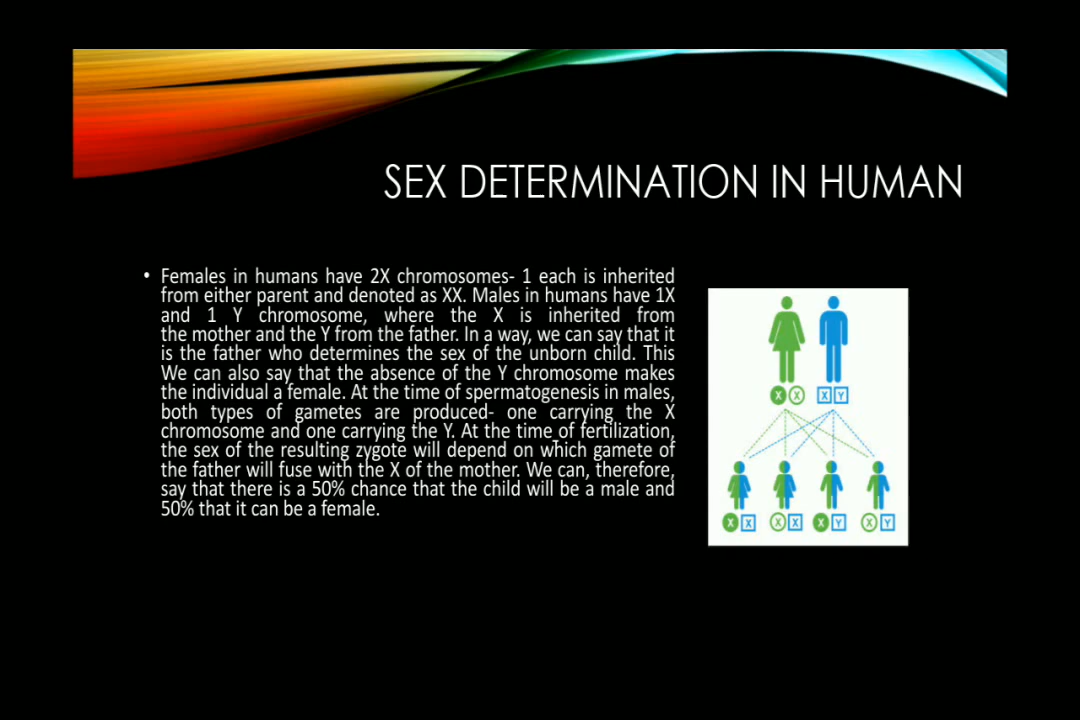 SEX DETERMINATION IN HUMAN
• Females in humans have 2X chromosomes- 1 each is inherited
from either parent and denoted as XX. Males in humans have 1X
and 1 Y chromosome, where the X is inherited from
the mother and the Y from the father. In a way, we can say that it
is the father who determines the sex of the unborn child. This
We can also say that the absence of the Y chromosome makes
the individual a female. At the time of spermatogenesis in males,
both types of gametes are produced- one carrying the X
chromosome and one carrying the Y. At the time of fertilization,
the sex of the resulting zygote will depend on which gamete of
the father will fuse with the X of the mother. We can, therefore,
say that there is a 50% chance that the child will be a male and
50% that it can be a female.
X X X Y
X X X X X Y X Y